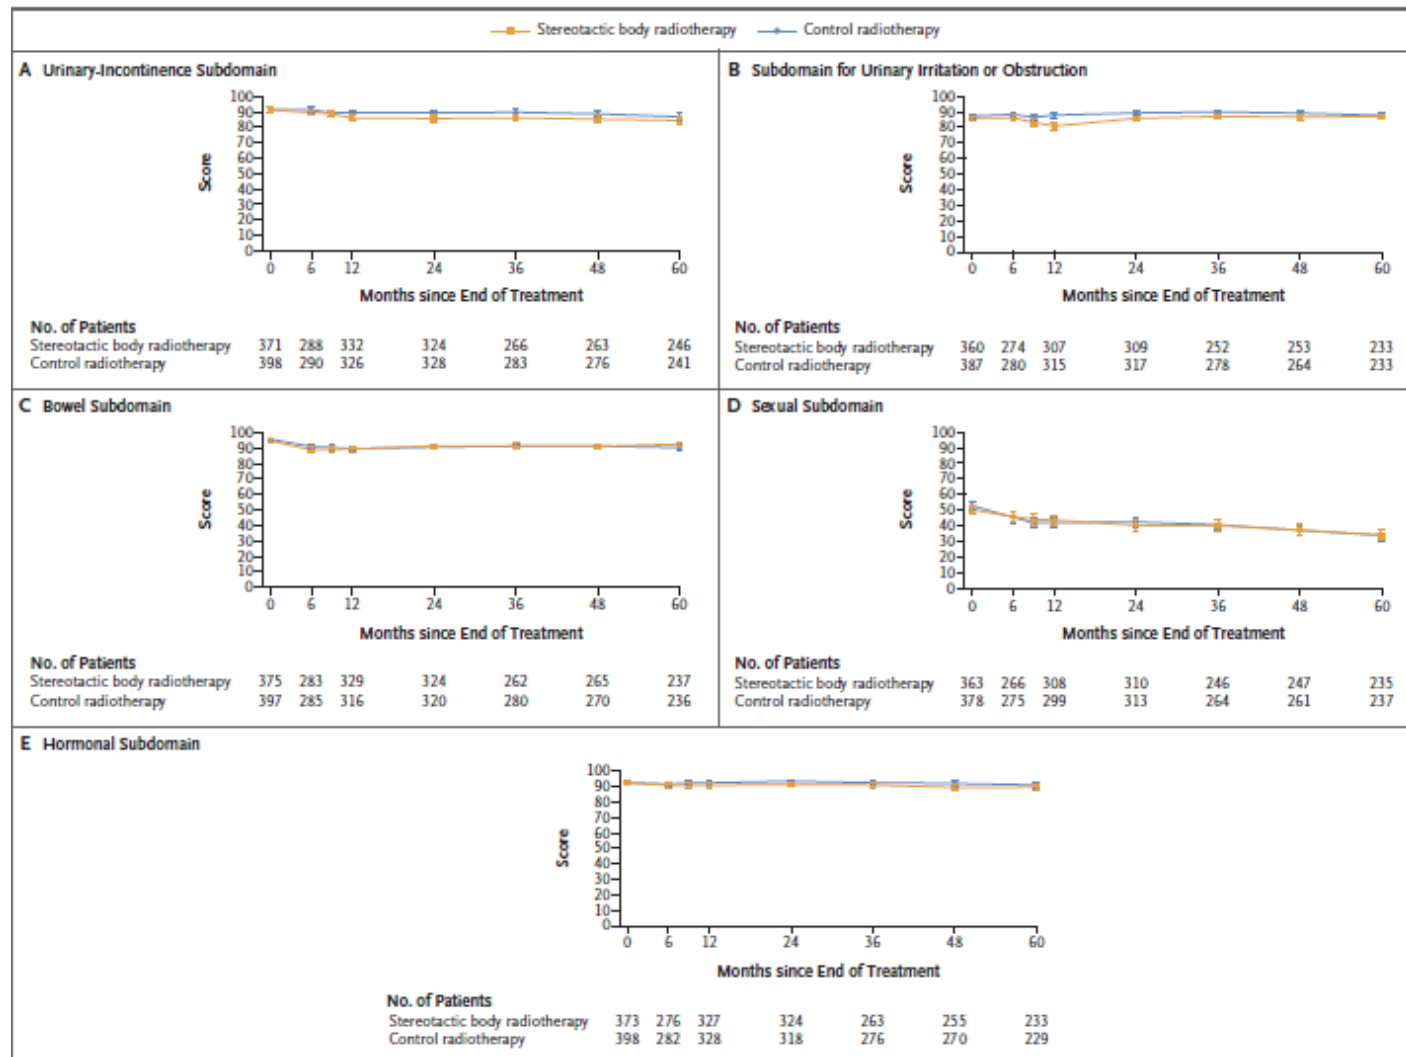 Stereotactic body radiotherapy Control radiotherapy
A Urinary-Incontinence Subdomain
100
90
80
70
60
50
40
30
20
10
0
Score
0 6 12 24 36 48 60
Months since End of Treatment
No. of Patients
Stereotactic body radiotherapy 371 288 332 324 266 263 246
Control radiotherapy 398 290 326 328 283 276 241
B Subdomain for Urinary Irritation or Obstruction
100
90
80
70
60
50
40
30
20
10
0
Score
0 6 12 24 36 48 60
Months since End of Treatment
No. of Patients
Stereotactic body radiotherapy 360 274 307 309 252 253 233
Control radiotherapy 387 280 315 317 278 264 233
C Bowel Subdomain
100
90
80
70
60
50
40
30
20
10
0
Score
0 6 12 24 36 48 60
Months since End of Treatment
No. of Patients
Stereotactic body radiotherapy 375 283 329 324 262 265 237
Control radiotherapy 397 285 316 320 280 270 236
D Sexual Subdomain
100
90
80
70
60
50
40
30
20
10
0
Score
0 6 12 24 36 48 60
Months since End of Treatment
No. of Patients
Stereotactic body radiotherapy 363 266 308 310 246 247 235
Control radiotherapy 378 275 299 313 264 261 237
E Hormonal Subdomain
100
90
80
70
60
50
40
30
20
10
0
Score
0 6 12 24 36 48 60
Months since End of Treatment
No. of Patients
Stereotactic body radiotherapy 373 276 327 324 263 255 233
Control radiotherapy 398 282 328 318 276 270 229